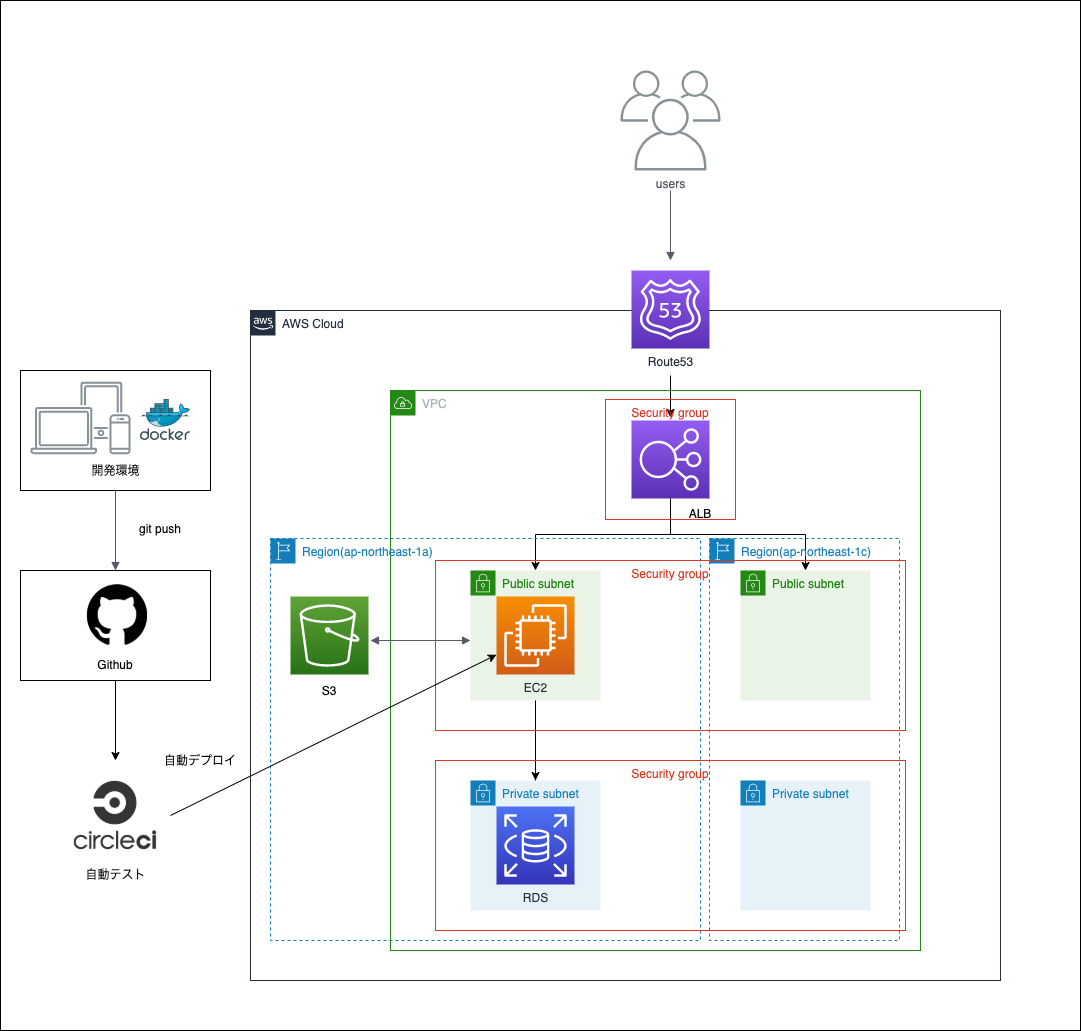 users
53
Route53
aws
AWS Cloud
docker
開発環境
VPC
Security group
ALB
git push
Region(ap-northeast-1a)
Region(ap-northeast-1c)
Security group
Public subnet
Public subnet
Github
S3
EC2
自動デプロイ
Security group
Private subnet
Private subnet
circleci
自動テスト
RDS